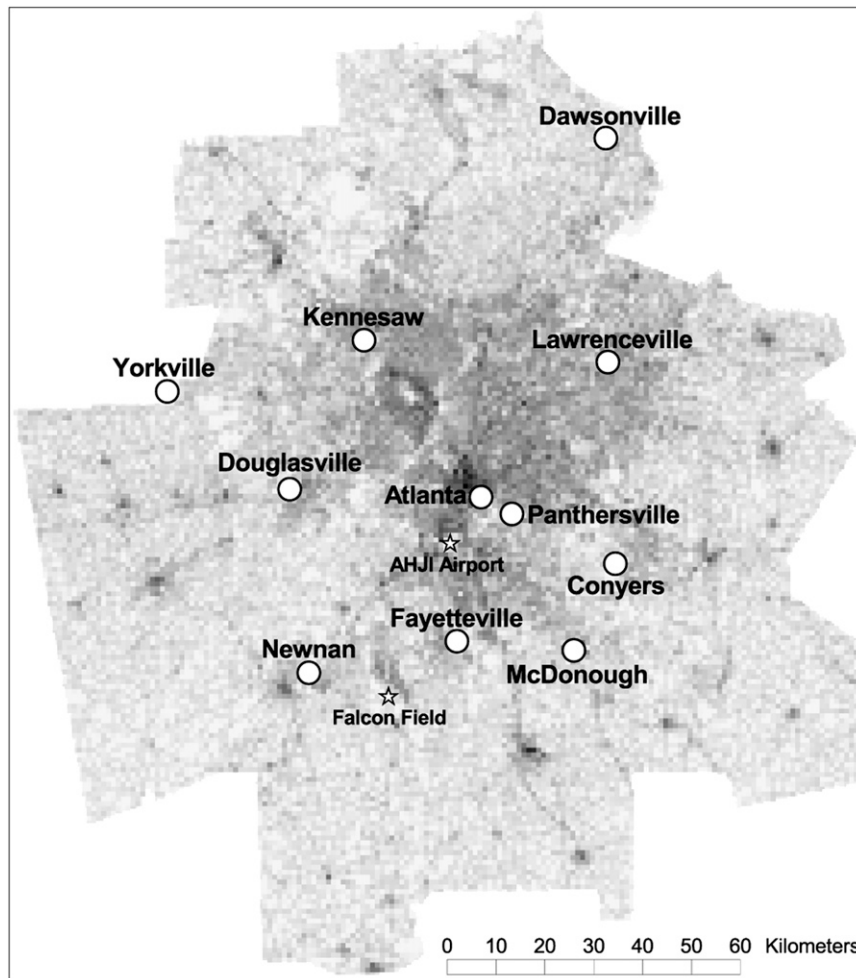 Dawsonville
Kennesaw
Lawrenceville
Yorkville
Douglasville
Atlanta
Panthersville
AHJI Airport
Conyers
Fayetteville
Newnan
McDonough
Falcon Field
0 10 20 30 40 50 60 Kilometers